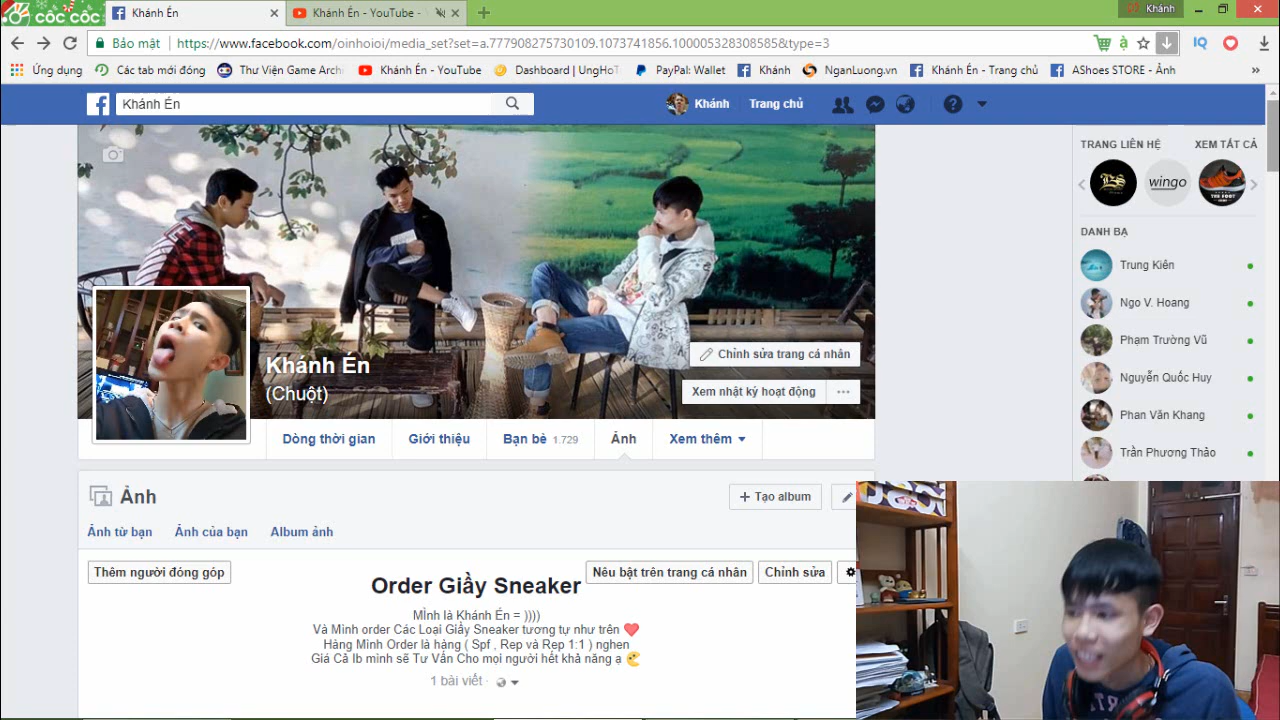 cốc cốc
Khánh Én
Khánh Én - YouTube -
Khánh
Bảo mật
https://www.facebook.com/oinhoioi/media_set?set=a.777908275730109.1073741856.100005328308585&type=3
Ứng dụng
Các tab mới đóng
Thư Viện Game Archi
Khánh Én - YouTube
Dashboard | UngHoT
PayPal: Wallet
Khánh
NganLuong.vn
Khánh Én - Trang chủ
AShoes STORE - Ảnh
»
Khánh Én
Khánh
Trang chủ
TRANG LIÊN HỆ
XEM TẤT CẢ
wingo
DANH BẠ
Trung Kiên
Ngo V. Hoang
Phạm Trường Vũ
Nguyễn Quốc Huy
Phan Văn Khang
Trần Phương Thảo
Chỉnh sửa trang cá nhân
Xem nhật ký hoạt động
Khánh Én
(Chuột)
Dòng thời gian
Giới thiệu
Bạn bè 1.729
Ảnh
Xem thêm
Ảnh
+ Tạo album
Ảnh từ bạn
Ảnh của bạn
Album ảnh
Thêm người đóng góp
Nêu bật trên trang cá nhân
Chỉnh sửa
Order Giầy Sneaker
MÌnh là Khánh Én = ))))
Và Mình order Các Loại Giầy Sneaker tương tự như trên ❤
Hàng Mình Order là hàng ( Spf , Rep và Rep 1:1 ) nghen
Giá Cả Ib mình sẽ Tư Vấn Cho mọi người hết khả năng ạ
1 bài viết ·